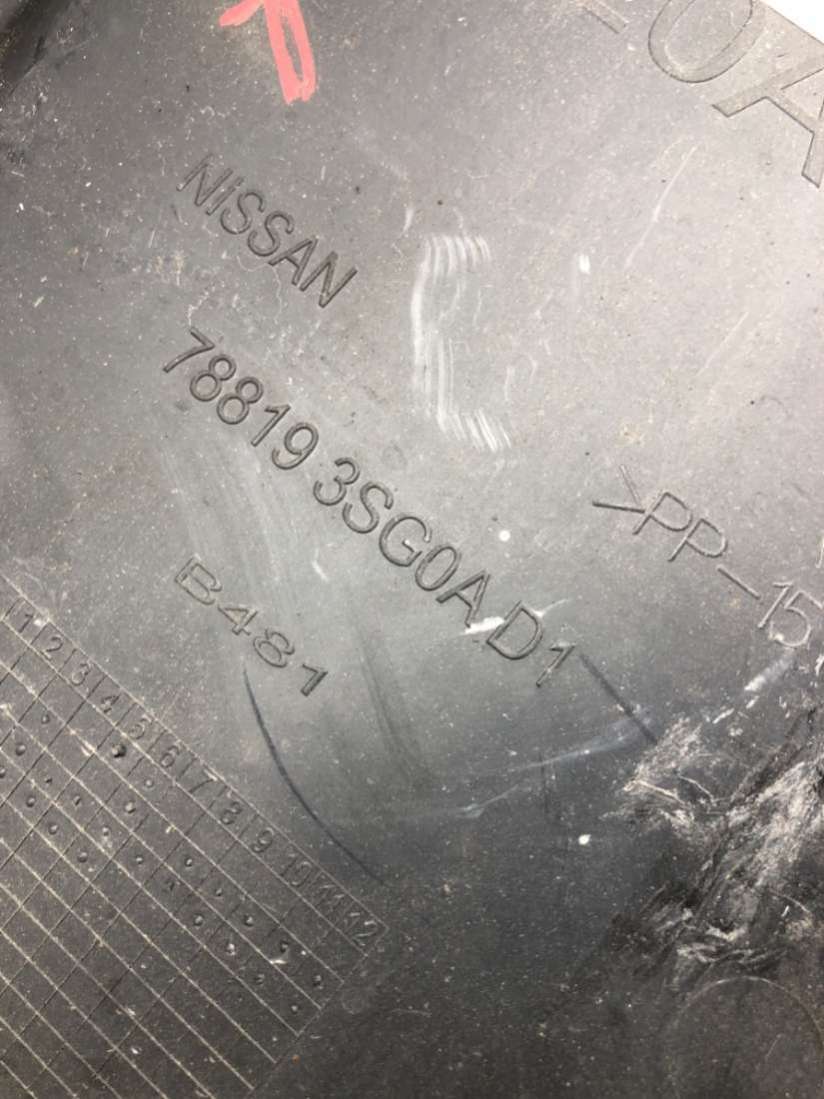 -0A
NISSAN
78819 3SG0A D1
>PP-15
B481
1 2 3 4 5 6 7 8 9 10 11 12